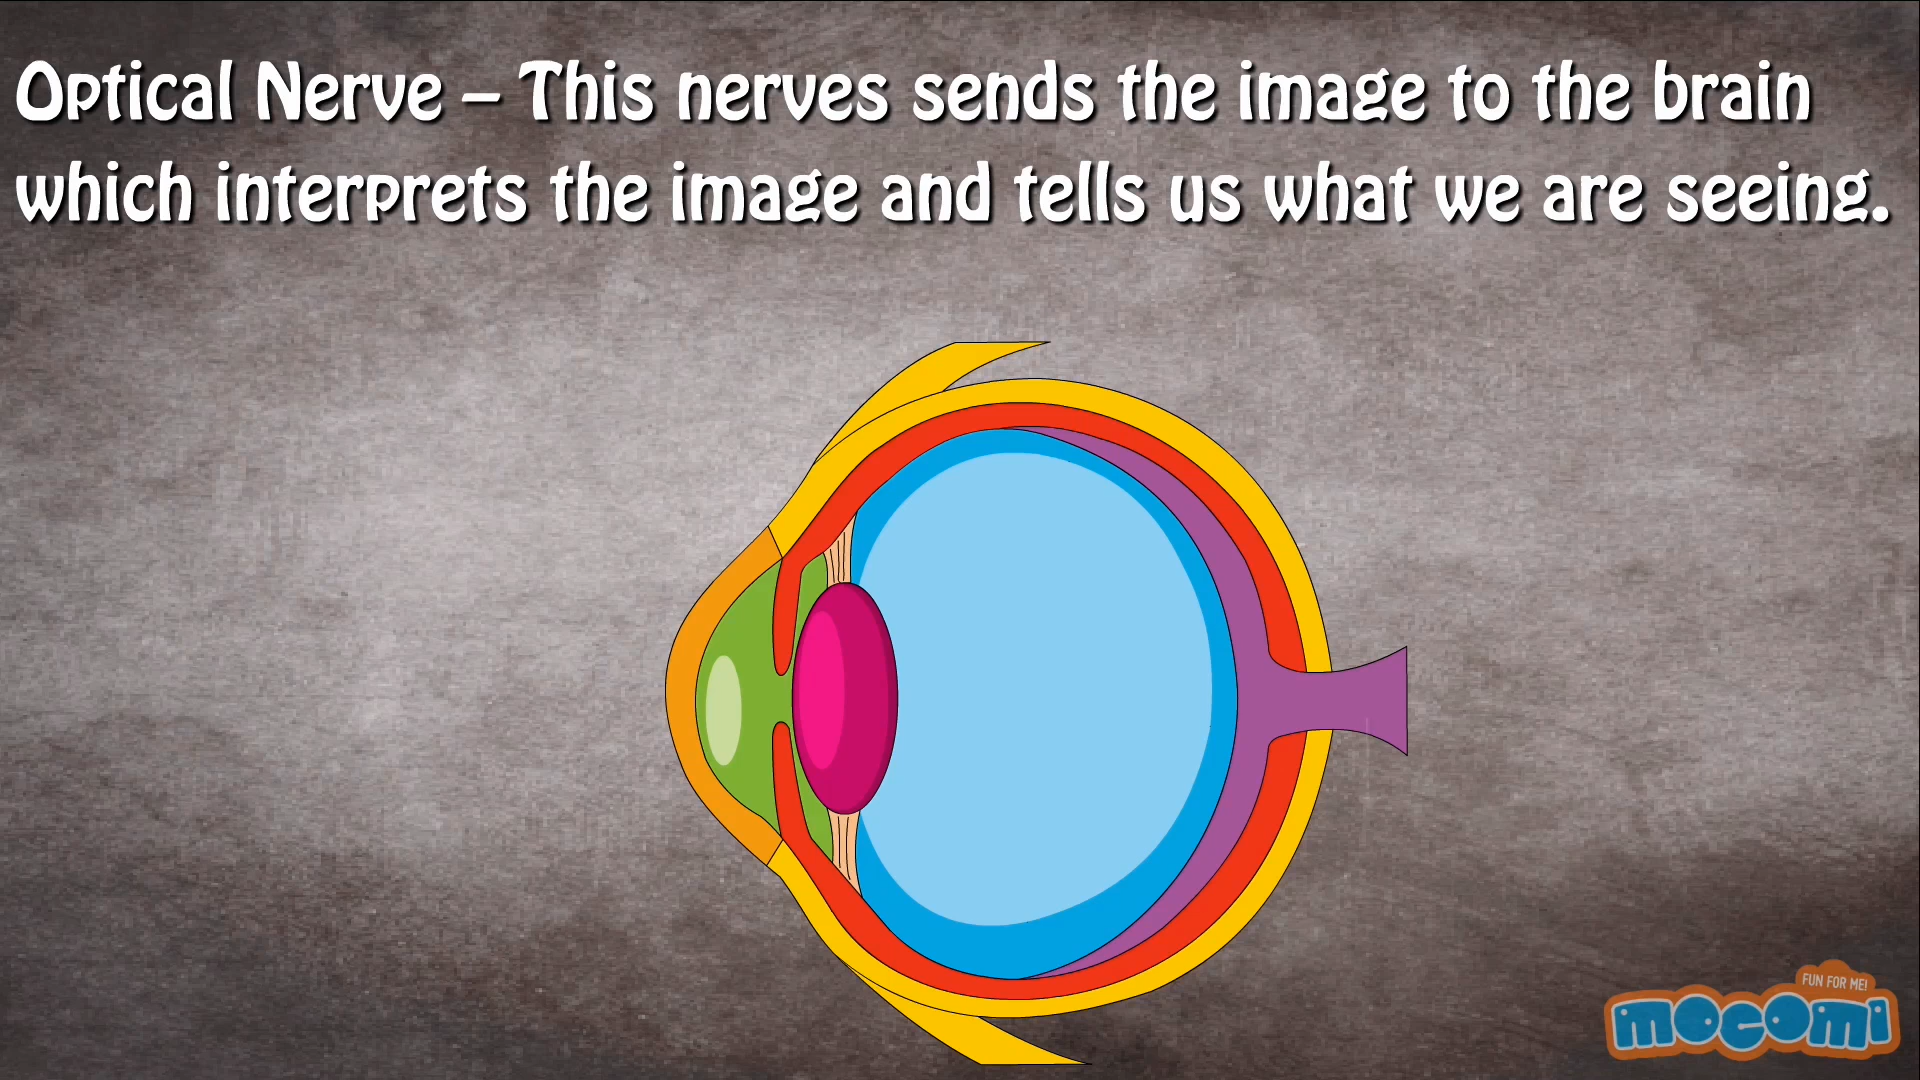 Optical Nerve – This nerves sends the image to the brain
which interprets the image and tells us what we are seeing.
FUN FOR ME!
mocomi